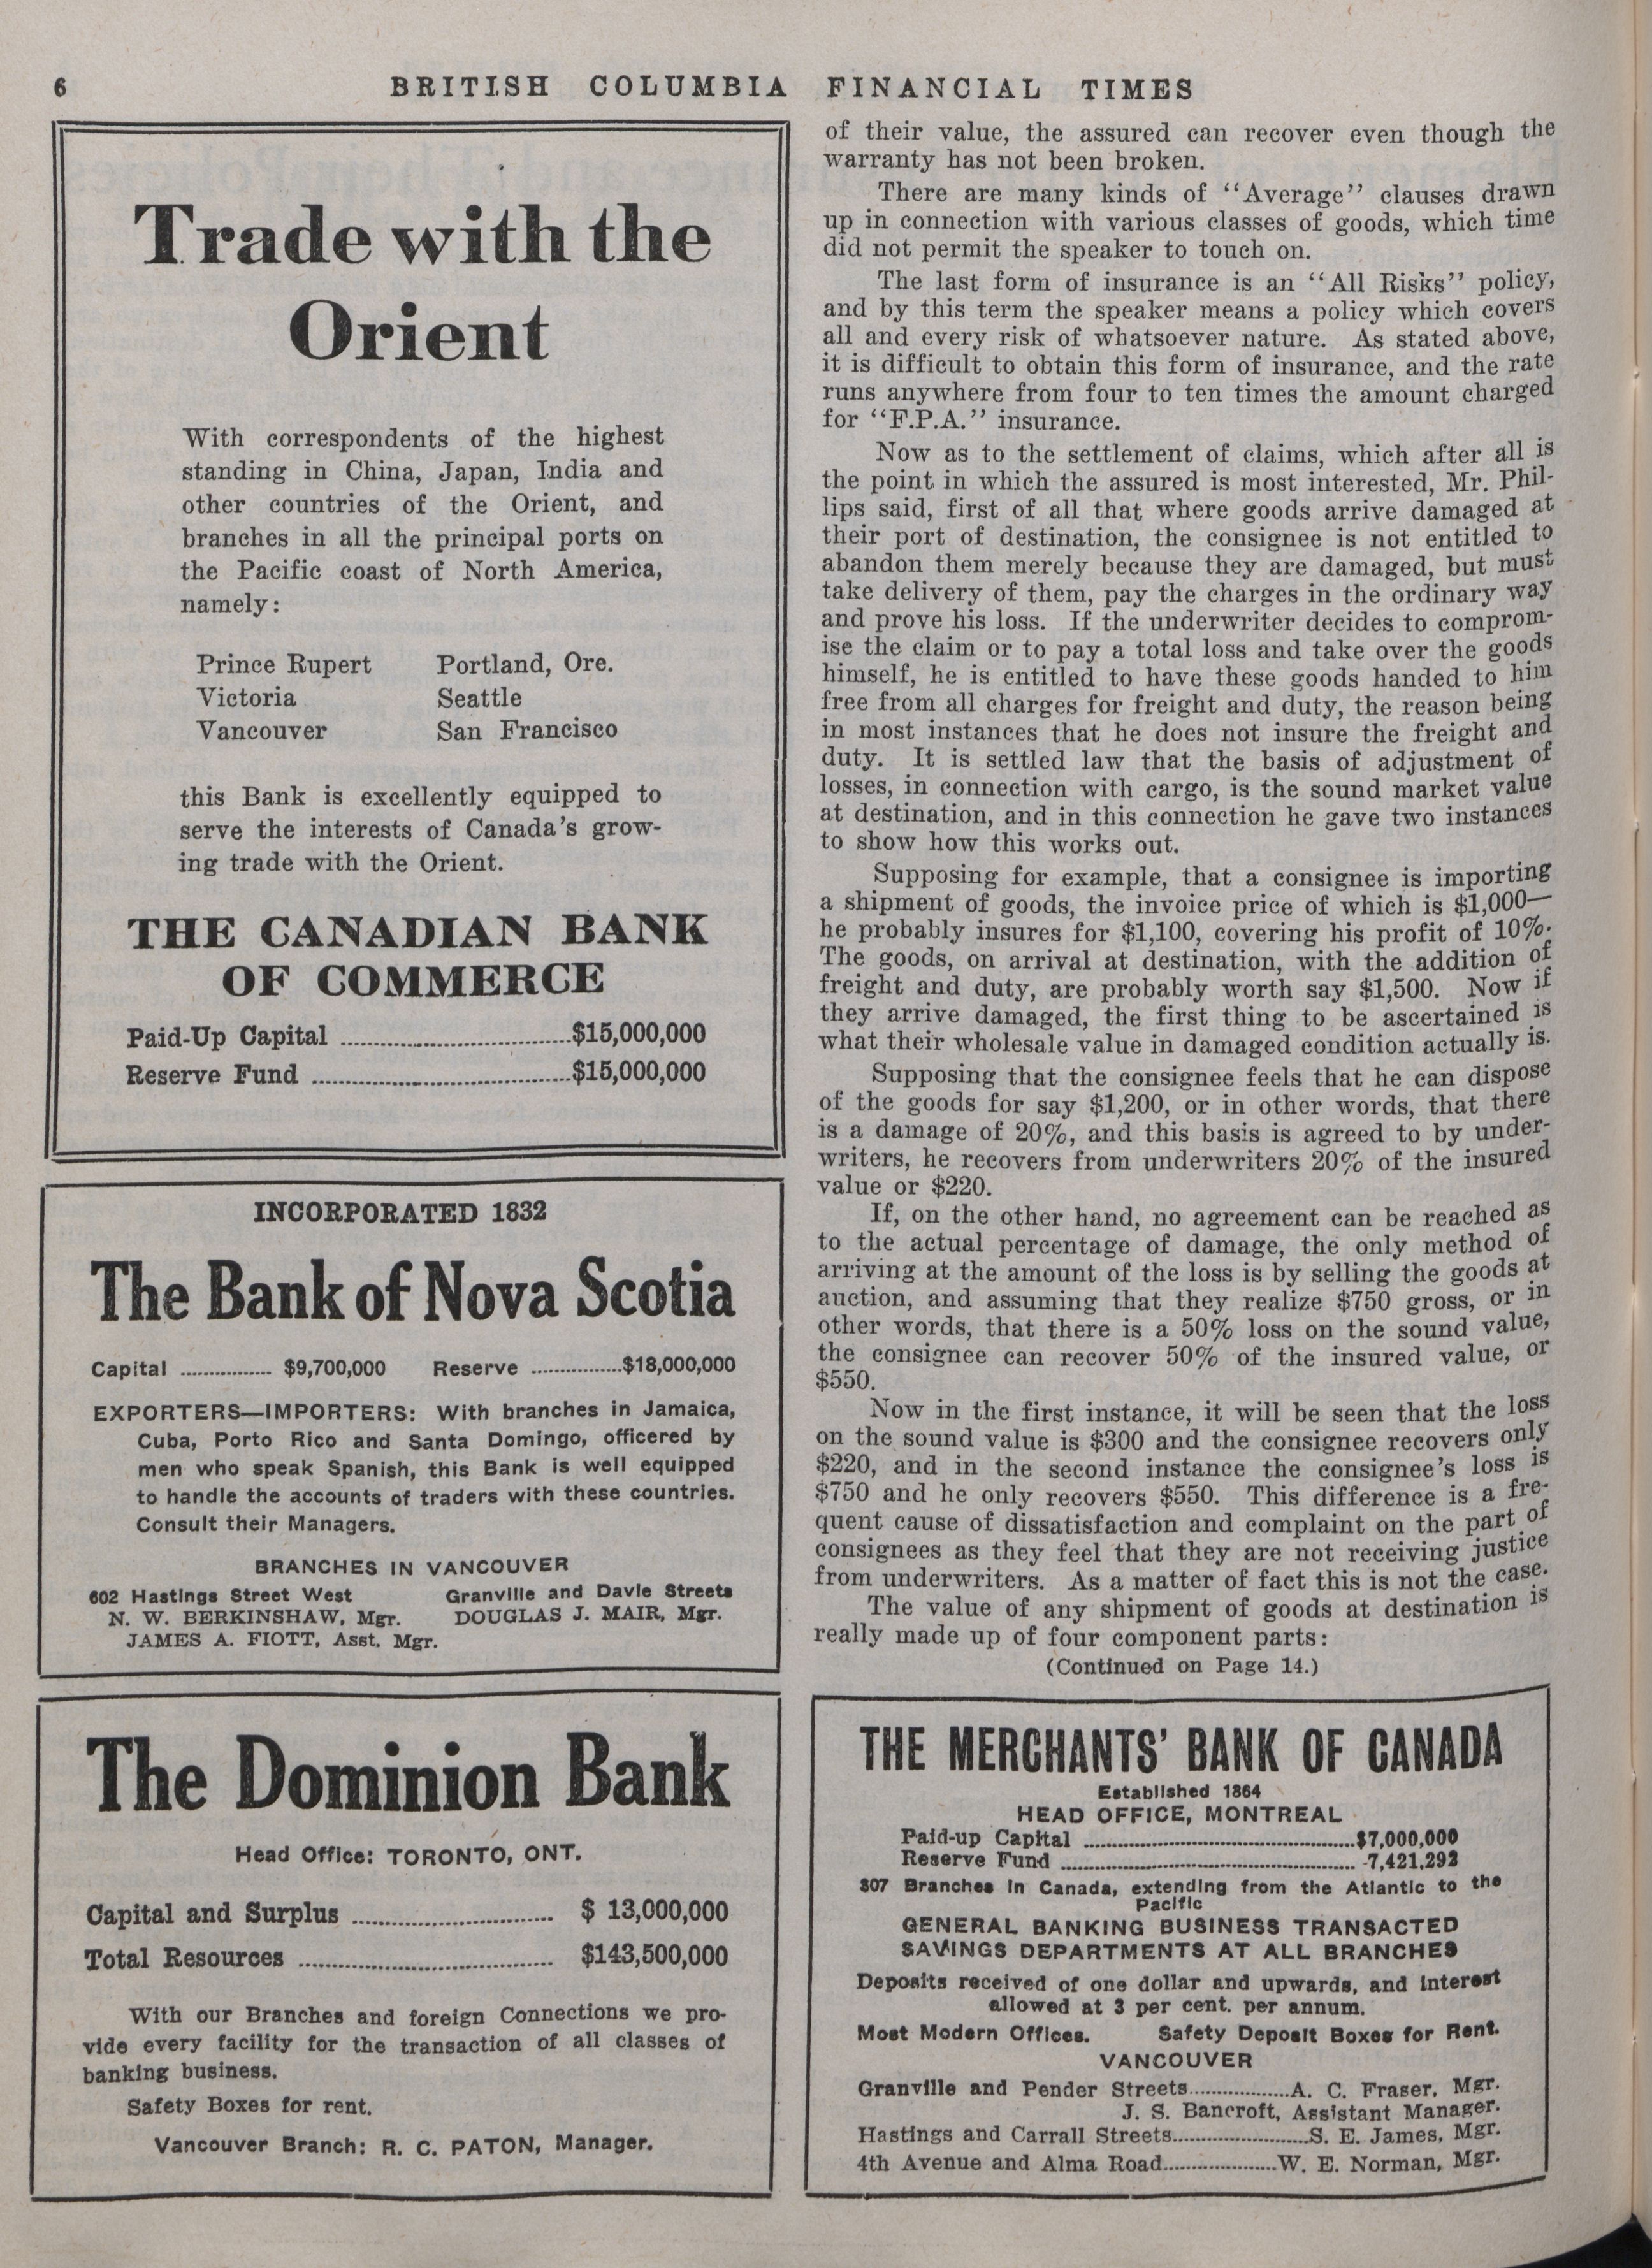 6 BRITISH COLUMBIA FINANCIAL TIMES
Trade with the
Orient
With correspondents of the highest
standing in China, Japan, India and
other countries of the Orient, and
branches in all the principal ports on
the Pacific coast of North America,
namely:
Prince Rupert Portland, Ore.
Victoria Seattle
Vancouver San Francisco
this Bank is excellently equipped to
serve the interests of Canada's grow-
ing trade with the Orient.
THE CANADIAN BANK
OF COMMERCE
Paid-Up Capital ........................................$15,000,000
Reserve Fund ............................................$15,000,000
INCORPORATED 1832
The Bank of Nova Scotia
Capital ................ $9,700,000 Reserve ................$18,000,000
EXPORTERS—IMPORTERS: With branches in Jamaica,
Cuba, Porto Rico and Santa Domingo, officered by
men who speak Spanish, this Bank is well equipped
to handle the accounts of traders with these countries.
Consult their Managers.
BRANCHES IN VANCOUVER
602 Hastings Street West Granville and Davie Streets
N. W. BERKINSHAW, Mgr. DOUGLAS J. MAIR, Mgr.
JAMES A. FIOTT, Asst. Mgr.
The Dominion Bank
Head Office: TORONTO, ONT.
Capital and Surplus ................................ $ 13,000,000
Total Resources ........................................ $143,500,000
With our Branches and foreign Connections we pro-
vide every facility for the transaction of all classes of
banking business.
Safety Boxes for rent.
Vancouver Branch: R. C. PATON, Manager.
of their value, the assured can recover even though the
warranty has not been broken.
There are many kinds of "Average" clauses drawn
up in connection with various classes of goods, which time
did not permit the speaker to touch on.
The last form of insurance is an "All Risks" policy,
and by this term the speaker means a policy which covers
all and every risk of whatsoever nature. As stated above,
it is difficult to obtain this form of insurance, and the rate
runs anywhere from four to ten times the amount charged
for "F.P.A." insurance.
Now as to the settlement of claims, which after all is
the point in which the assured is most interested, Mr. Phil-
lips said, first of all that where goods arrive damaged at
their port of destination, the consignee is not entitled to
abandon them merely because they are damaged, but must
take delivery of them, pay the charges in the ordinary way
and prove his loss. If the underwriter decides to comprom-
ise the claim or to pay a total loss and take over the goods
himself, he is entitled to have these goods handed to him
free from all charges for freight and duty, the reason being
in most instances that he does not insure the freight and
duty. It is settled law that the basis of adjustment of
losses, in connection with cargo, is the sound market value
at destination, and in this connection he gave two instances
to show how this works out.
Supposing for example, that a consignee is importing
a shipment of goods, the invoice price of which is $1,000—
he probably insures for $1,100, covering his profit of 10%.
The goods, on arrival at destination, with the addition of
freight and duty, are probably worth say $1,500. Now if
they arrive damaged, the first thing to be ascertained is
what their wholesale value in damaged condition actually is.
Supposing that the consignee feels that he can dispose
of the goods for say $1,200, or in other words, that there
is a damage of 20%, and this basis is agreed to by under-
writers, he recovers from underwriters 20% of the insured
value or $220.
If, on the other hand, no agreement can be reached as
to the actual percentage of damage, the only method of
arriving at the amount of the loss is by selling the goods at
auction, and assuming that they realize $750 gross, or in
other words, that there is a 50% loss on the sound value,
the consignee can recover 50% of the insured value, or
$550.
Now in the first instance, it will be seen that the loss
on the sound value is $300 and the consignee recovers only
$220, and in the second instance the consignee's loss is
$750 and he only recovers $550. This difference is a fre-
quent cause of dissatisfaction and complaint on the part of
consignees as they feel that they are not receiving justice
from underwriters. As a matter of fact this is not the case.
The value of any shipment of goods at destination is
really made up of four component parts:
(Continued on Page 14.)
THE MERCHANTS' BANK OF CANADA
Established 1864
HEAD OFFICE, MONTREAL
Paid-up Capital ................................................$7,000,000
Reserve Fund .................................................... 7,421,292
307 Branches in Canada, extending from the Atlantic to the
Pacific
GENERAL BANKING BUSINESS TRANSACTED
SAVINGS DEPARTMENTS AT ALL BRANCHES
Deposits received of one dollar and upwards, and interest
allowed at 3 per cent. per annum.
Most Modern Offices. Safety Deposit Boxes for Rent.
VANCOUVER
Granville and Pender Streets..................A. C. Fraser, Mgr.
J. S. Bancroft, Assistant Manager.
Hastings and Carrall Streets........................S. E. James, Mgr.
4th Avenue and Alma Road....................W. E. Norman, Mgr.